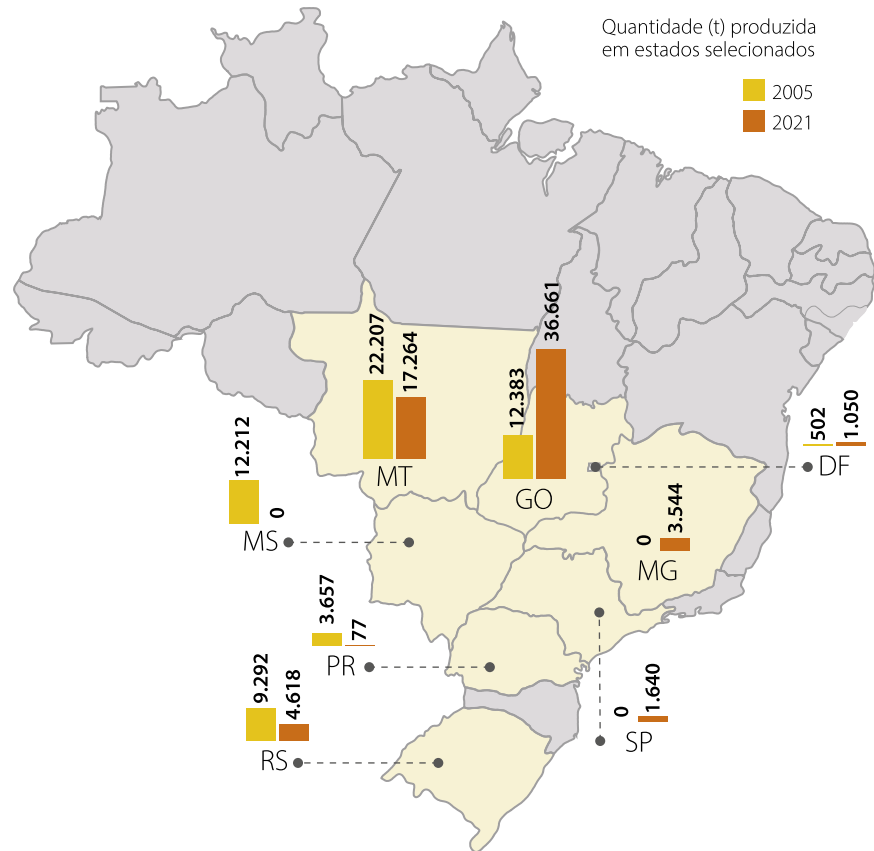 Quantidade (t) produzida
em estados selecionados
2005
2021
22.207
17.264
MT
12.383
36.661
GO
502
1.050
DF
12.212
0
MS
0
3.544
MG
3.657
77
PR
9.292
4.618
RS
0
1.640
SP